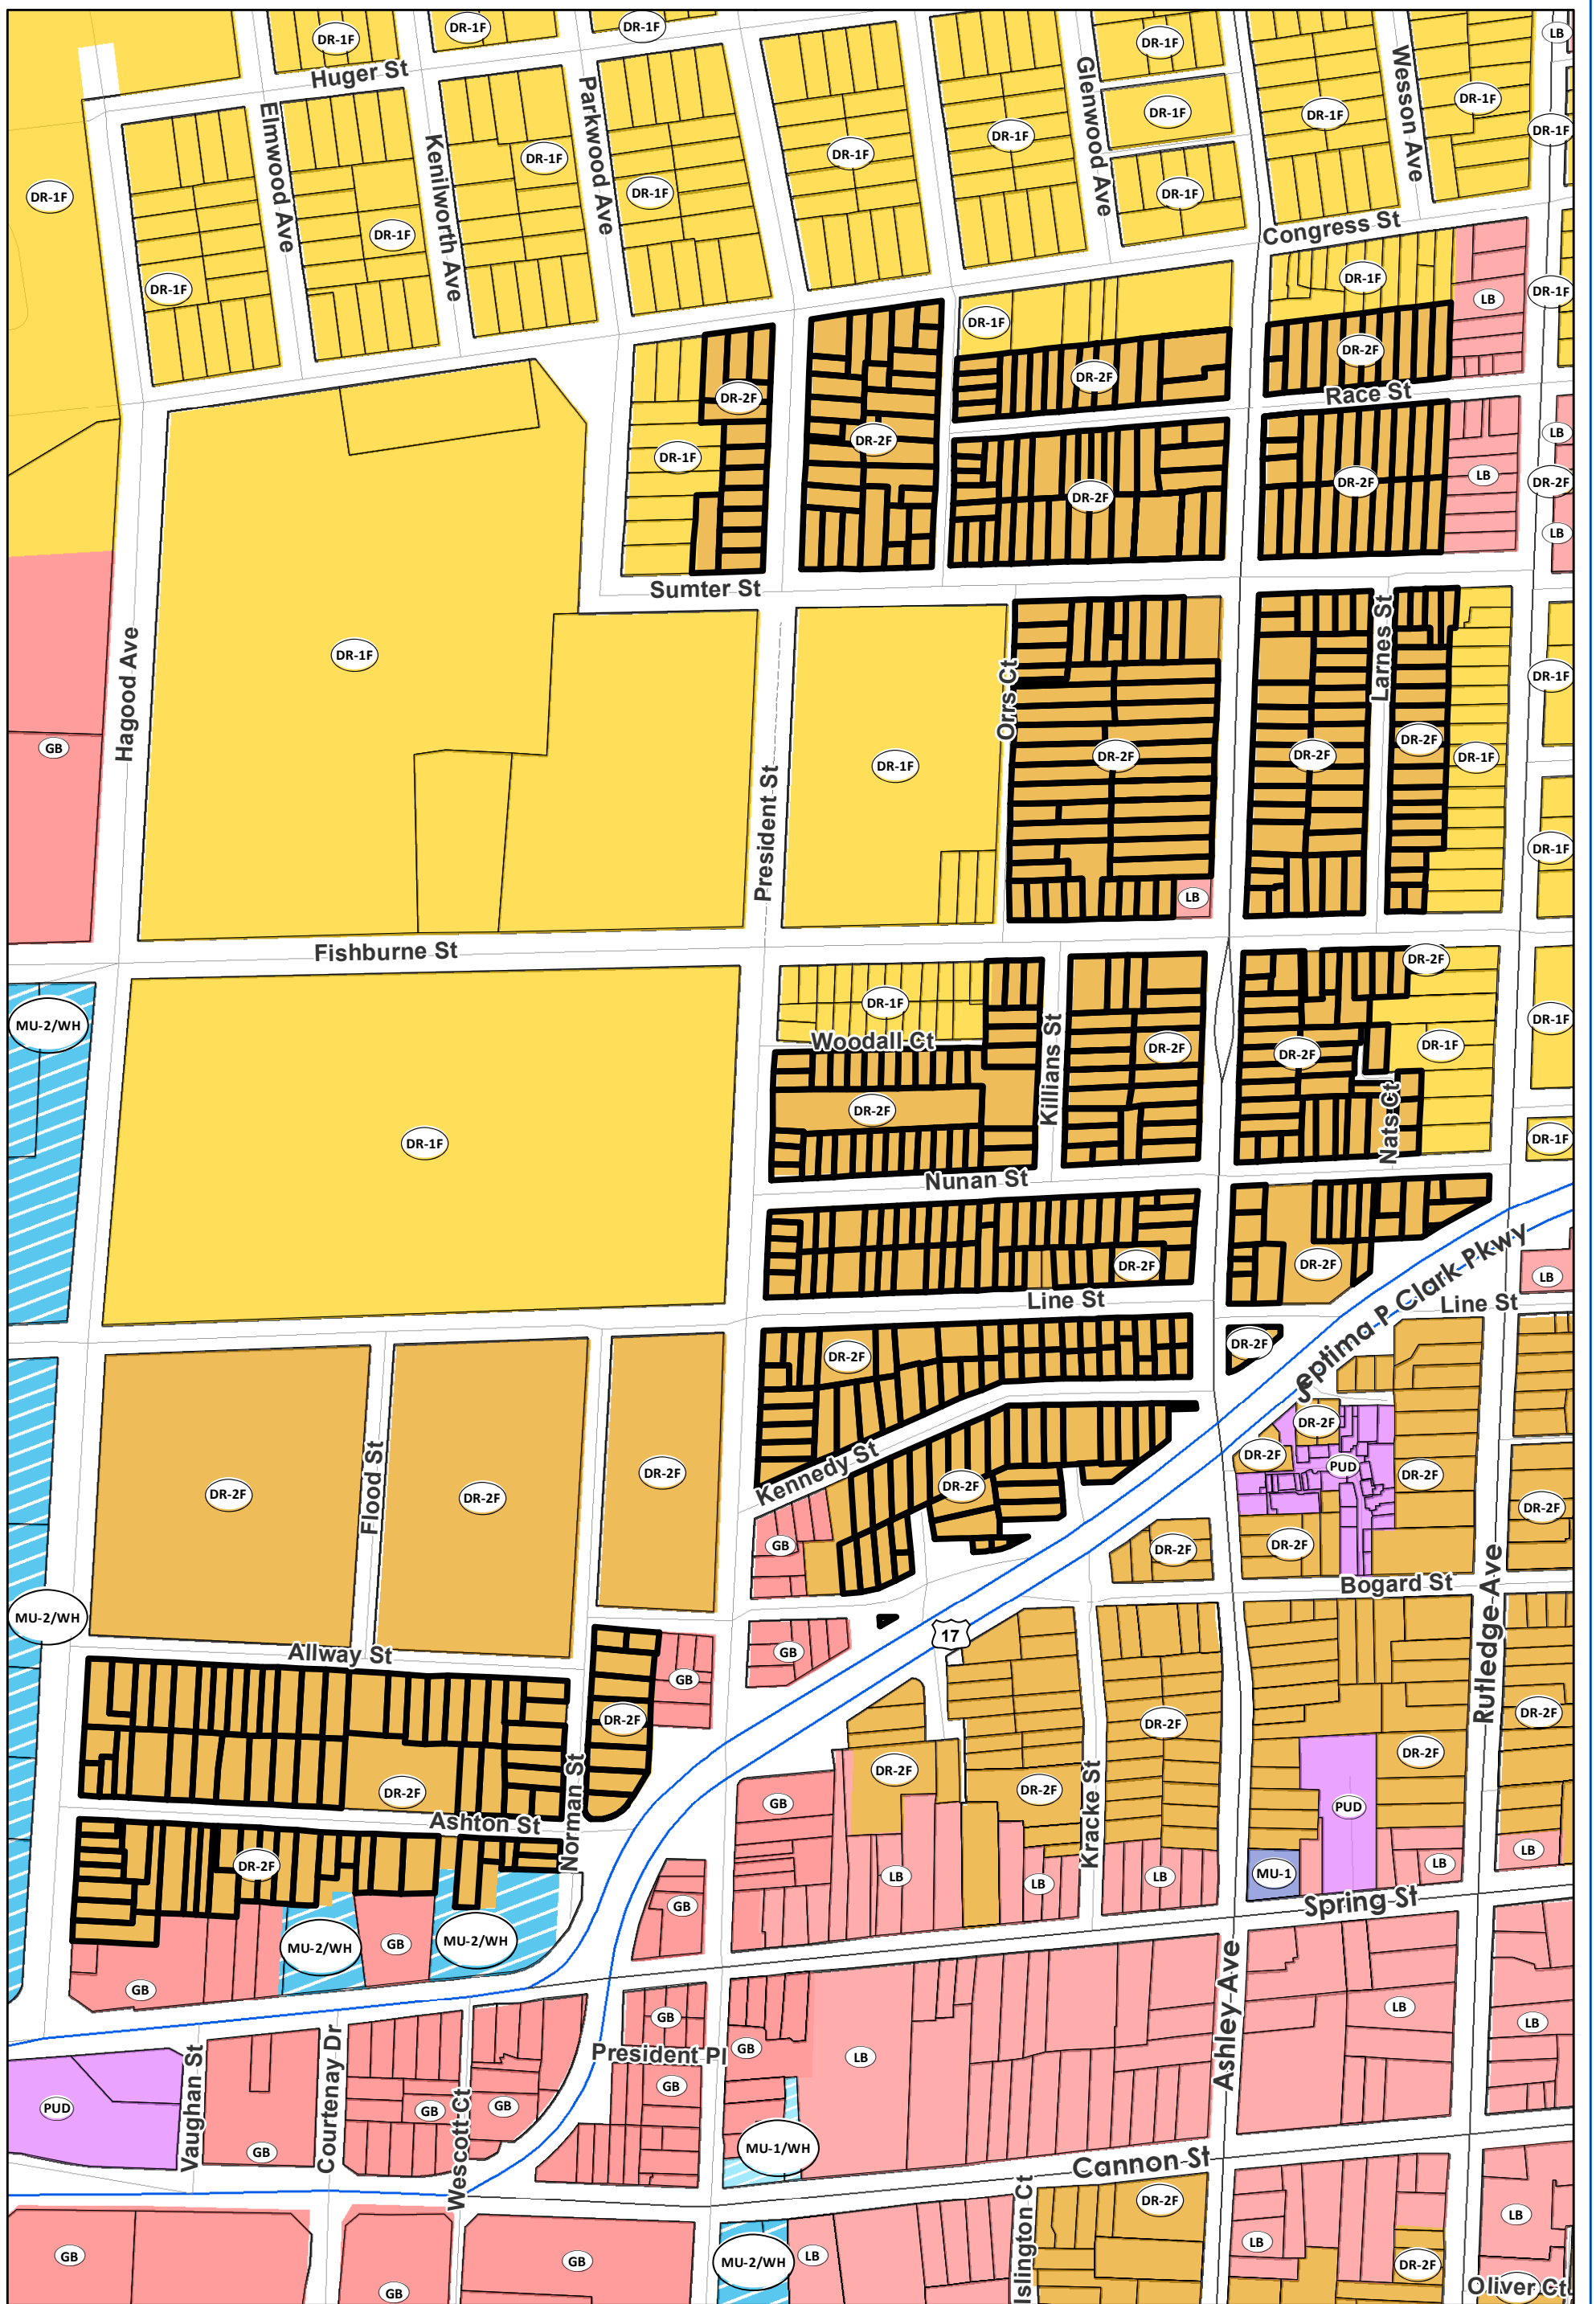 DR-1F
DR-1F
DR-1F
DR-1F
LB
Huger St
Glenwood Ave
Wesson Ave
DR-1F
DR-1F
DR-1F
Elmwood Ave
Kenilworth Ave
Parkwood Ave
DR-1F
DR-1F
DR-1F
DR-1F
DR-1F
DR-1F
DR-1F
DR-1F
DR-1F
Congress St
DR-1F
DR-1F
DR-1F
LB
DR-1F
DR-2F
DR-2F
DR-2F
Race St
DR-1F
DR-2F
LB
DR-2F
DR-2F
LB
DR-2F
LB
Sumter St
Hagood Ave
DR-1F
Orrs Ct
Larnes St
DR-1F
GB
President St
DR-1F
DR-2F
DR-2F
DR-2F
DR-1F
DR-1F
LB
Fishburne St
DR-2F
MU-2/WH
DR-1F
DR-1F
Woodall Ct
Killians St
DR-2F
DR-2F
DR-1F
DR-2F
Nats Ct
DR-1F
DR-1F
Nunan St
DR-2F
DR-2F
Septima P Clark Pkwy
LB
Line St
Line St
DR-2F
DR-2F
DR-2F
DR-2F
PUD
Flood St
Kennedy St
DR-2F
DR-2F
DR-2F
DR-2F
DR-2F
DR-2F
GB
DR-2F
DR-2F
Bogard St
Rutledge Ave
MU-2/WH
17
Allway St
GB
GB
DR-2F
DR-2F
DR-2F
DR-2F
DR-2F
DR-2F
DR-2F
GB
PUD
Ashton St
Norman St
Kracke St
DR-2F
LB
LB
LB
MU-1
LB
LB
Spring St
GB
MU-2/WH
GB
MU-2/WH
GB
Ashley Ave
LB
GB
LB
President Pl
GB
LB
Vaughan St
Courtenay Dr
Wescott Ct
PUD
GB
GB
GB
GB
MU-1/WH
Cannon St
Islington Ct
DR-2F
LB
GB
GB
GB
MU-2/WH
LB
LB
DR-2F
Oliver Ct